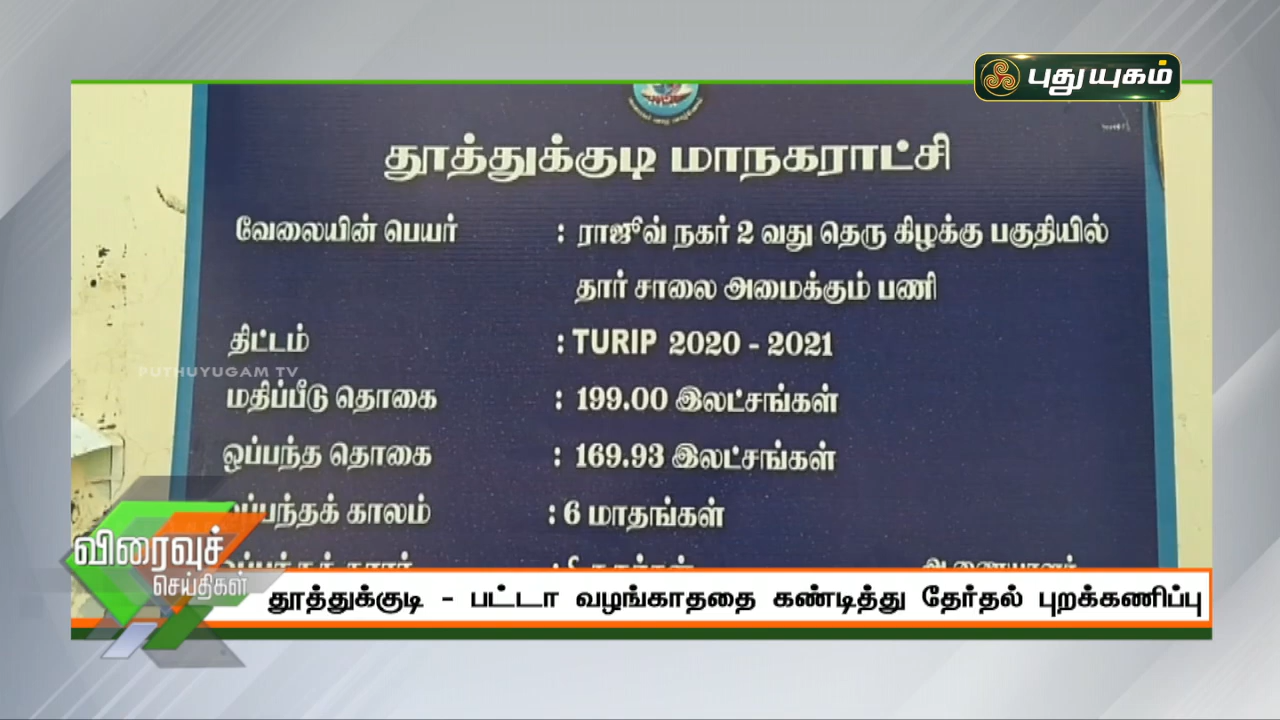 புதுயுகம்
தூத்துக்குடி மாநகராட்சி
வேலையின் பெயர் : ராஜீவ் நகர் 2 வது தெரு கிழக்கு பகுதியில்
தார் சாலை அமைக்கும் பணி
திட்டம் : TURIP 2020 - 2021
PUTHUYUGAM TV
மதிப்பீடு தொகை : 199.00 இலட்சங்கள்
ஒப்பந்த தொகை : 169.93 இலட்சங்கள்
ஒப்பந்தக் காலம் : 6 மாதங்கள்
விரைவுச்
செய்திகள்
தூத்துக்குடி - பட்டா வழங்காததை கண்டித்து தேர்தல் புறக்கணிப்பு